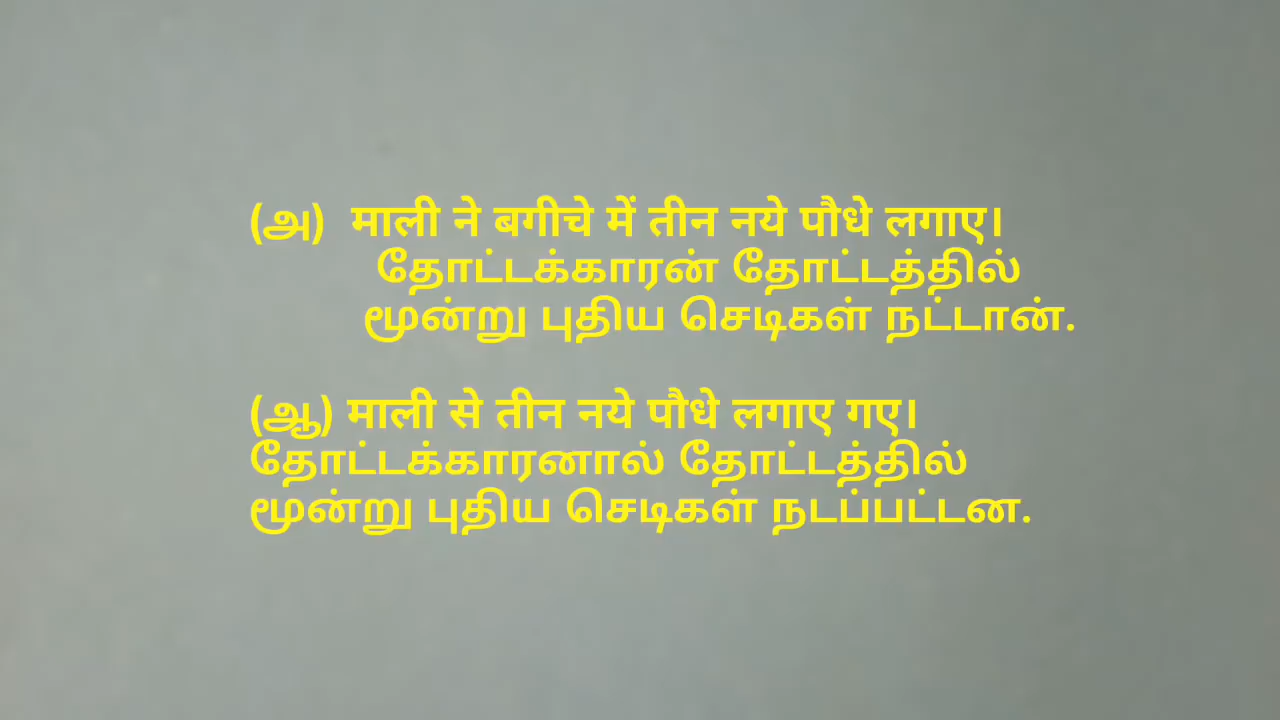 (அ) माली ने बगीचे में तीन नये पौधे लगाए।
தோட்டக்காரன் தோட்டத்தில்
மூன்று புதிய செடிகள் நட்டான்.
(ஆ) माली से तीन नये पौधे लगाए गए।
தோட்டக்காரனால் தோட்டத்தில்
மூன்று புதிய செடிகள் நடப்பட்டன.